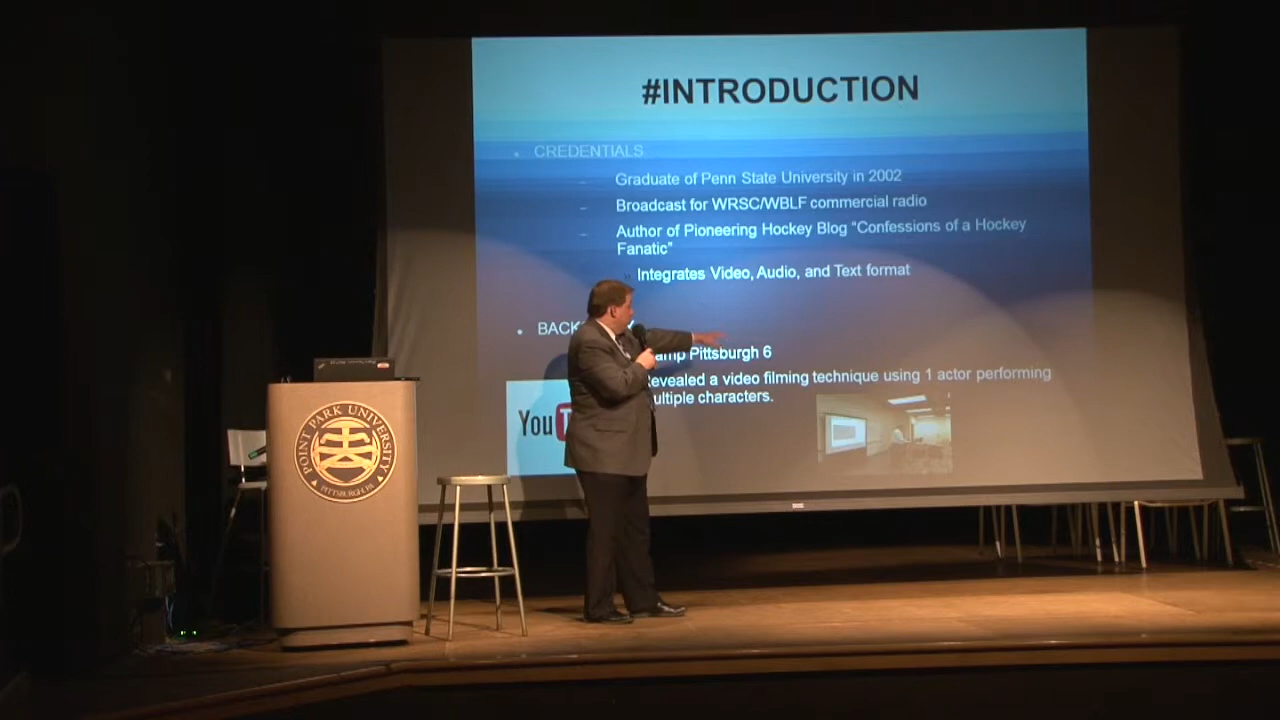 #INTRODUCTION
CREDENTIALS
Graduate of Penn State University in 2002
Broadcast for WRSC/WBLF commercial radio
Author of Pioneering Hockey Blog "Confessions of a Hockey
Fanatic"
Integrates Video, Audio, and Text format
BACK
amp Pittsburgh 6
evealed a video filming technique using 1 actor performing
ultiple characters.
You
POINT PARK UNIVERSITY
PITTSBURGH, PA